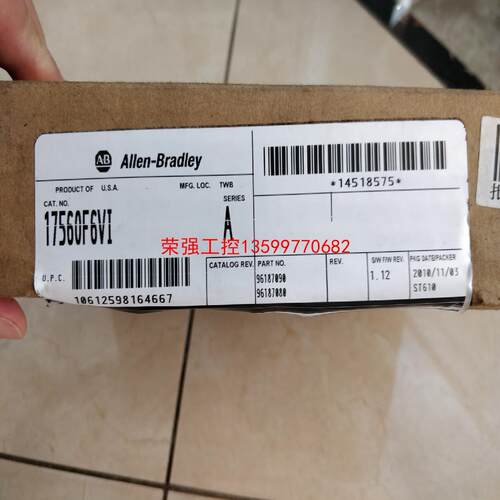 AB Allen-Bradley
PRODUCT OF U.S.A. MFG. LOC. TWB
CAT. NO. SERIES
1756OF6VI A
*14518575*
荣强工控13599770682
U.P.C.
10612598164667
CATALOG REV. PART NO. REV. S/W F/W REV. PKG DATE/PACKER
96187090 1.12 2010/11/03
96187080 ST610